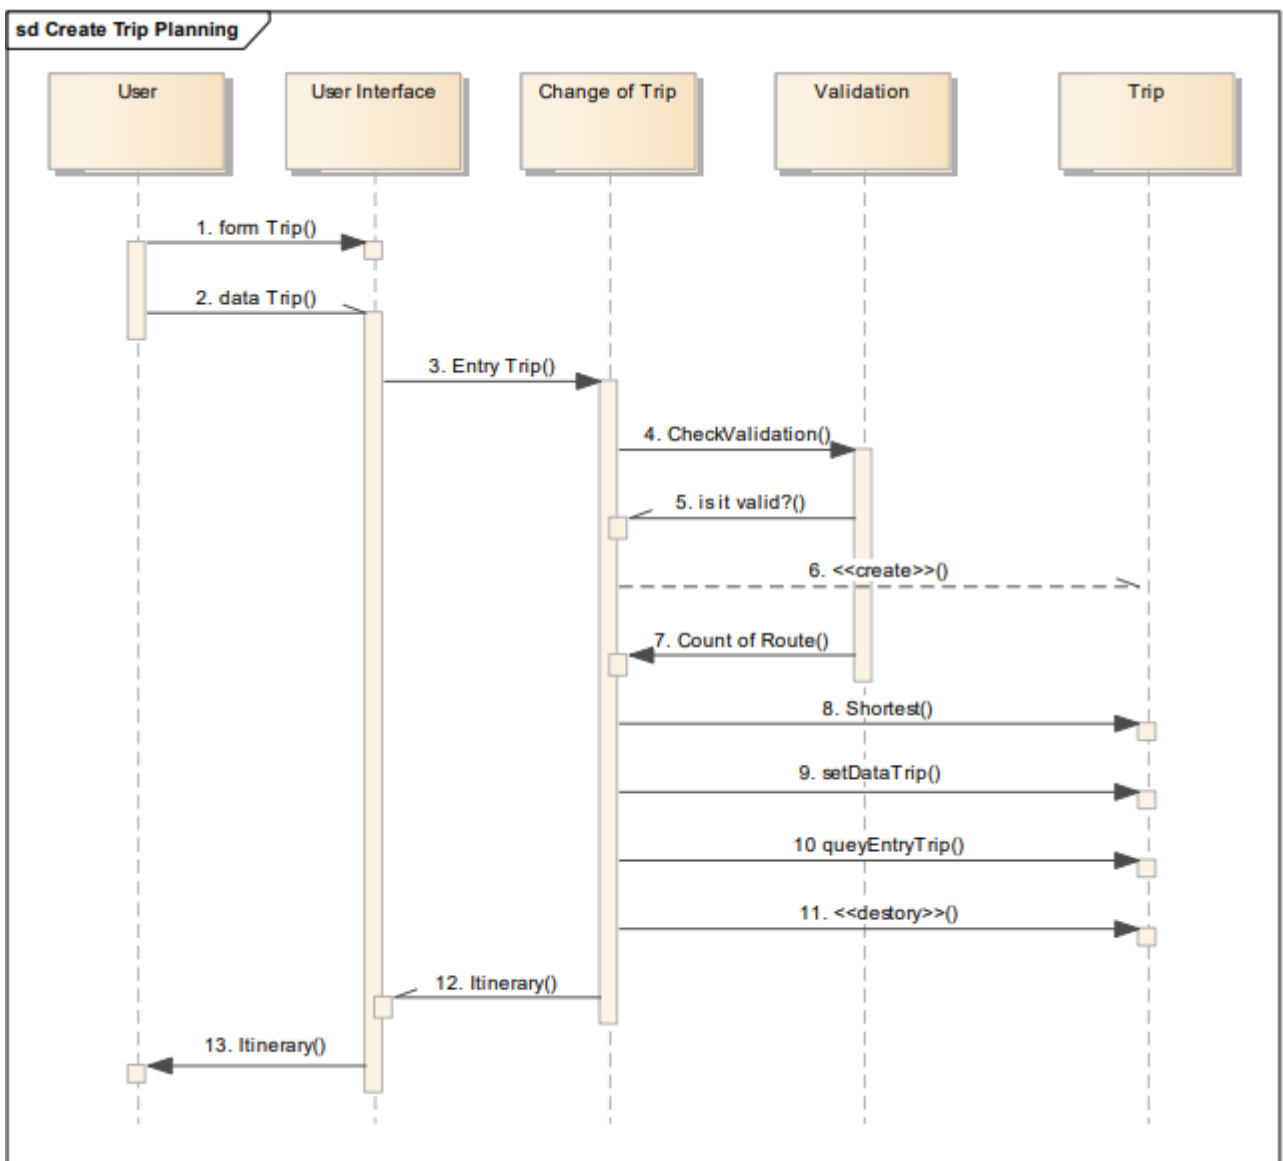 sd Create Trip Planning
User
User Interface
Change of Trip
Validation
Trip
1. form Trip()
2. data Trip()
3. Entry Trip()
4. CheckValidation()
5. is it valid?()
6. <<create>>()
7. Count of Route()
8. Shortest()
9. setDataTrip()
10 queyEntryTrip()
11. <<destory>>()
12. Itinerary()
13. Itinerary()